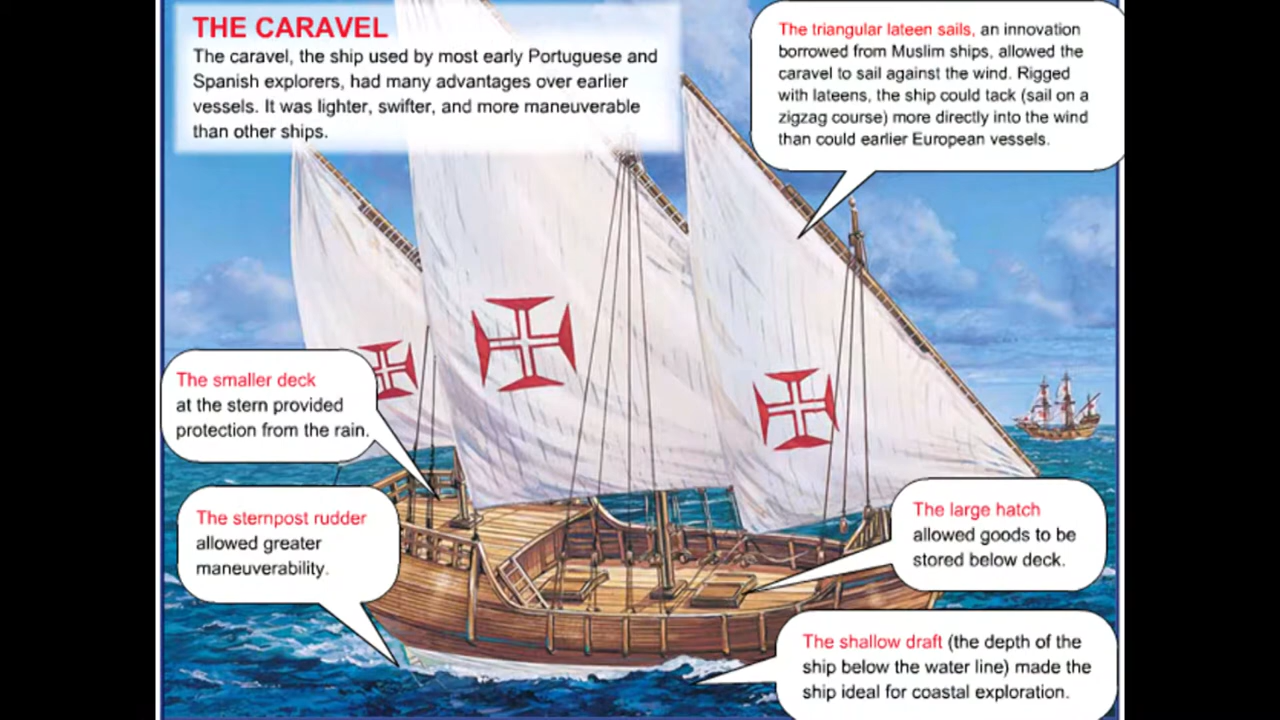 THE CARAVEL
The caravel, the ship used by most early Portuguese and
Spanish explorers, had many advantages over earlier
vessels. It was lighter, swifter, and more maneuverable
than other ships.
The triangular lateen sails, an innovation
borrowed from Muslim ships, allowed the
caravel to sail against the wind. Rigged
with lateens, the ship could tack (sail on a
zigzag course) more directly into the wind
than could earlier European vessels.
The smaller deck
at the stern provided
protection from the rain.
The sternpost rudder
allowed greater
maneuverability.
The large hatch
allowed goods to be
stored below deck.
The shallow draft (the depth of the
ship below the water line) made the
ship ideal for coastal exploration.